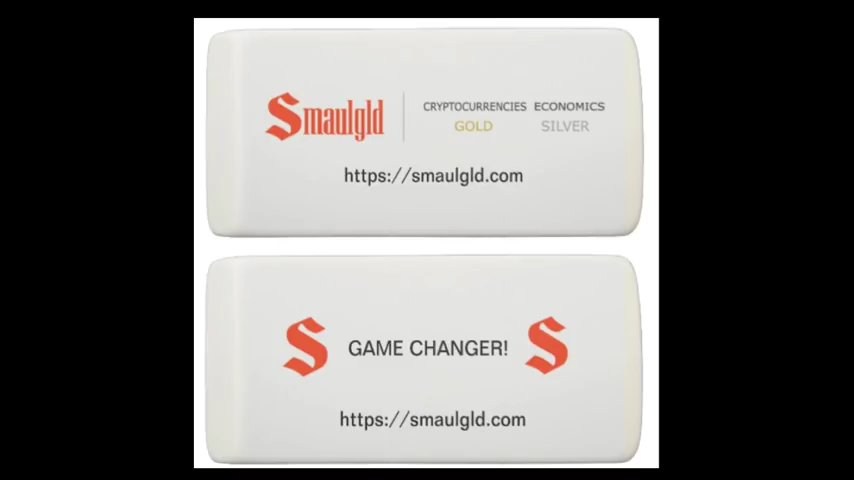 Smaulgld
CRYPTOCURRENCIES ECONOMICS
GOLD SILVER
https://smaulgld.com
S GAME CHANGER! S
https://smaulgld.com